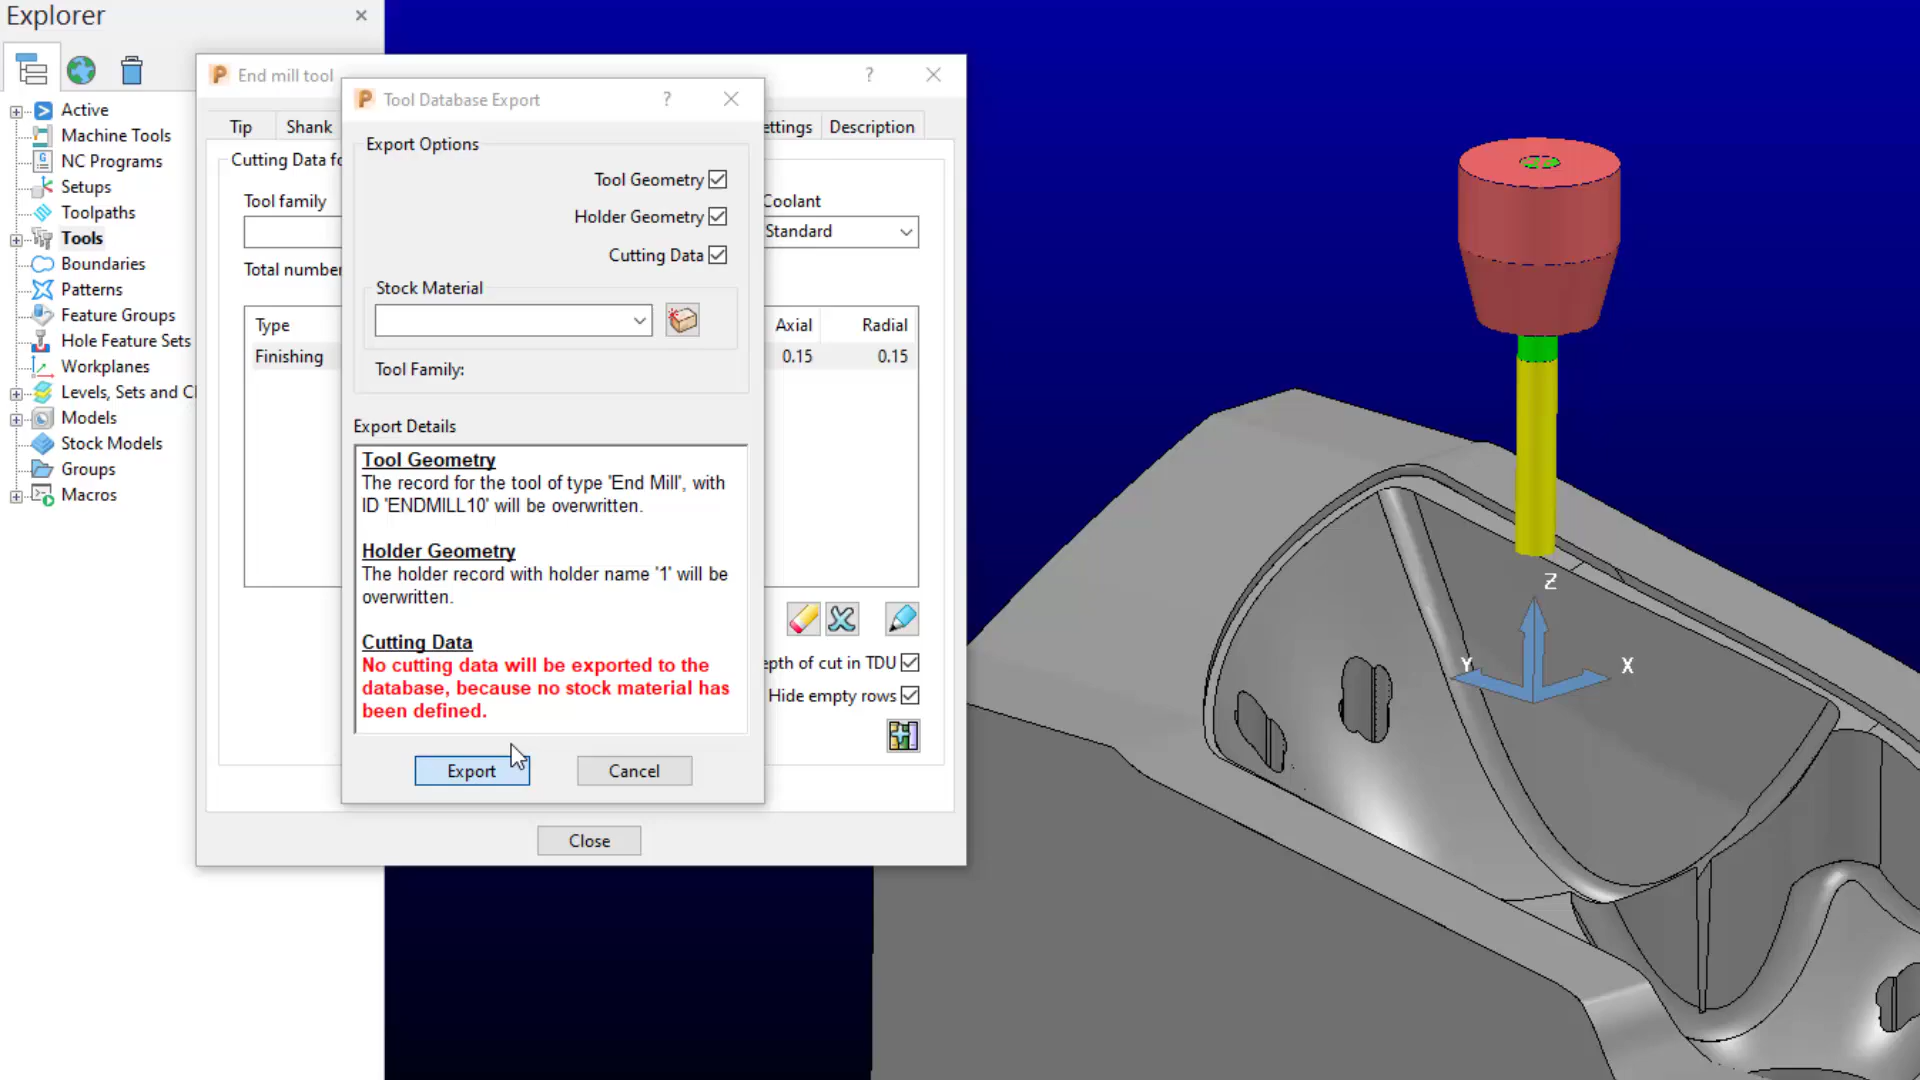 Explorer
Active
Machine Tools
NC Programs
Setups
Toolpaths
Tools
Boundaries
Patterns
Feature Groups
Hole Feature Sets
Workplanes
Levels, Sets and Cl
Models
Stock Models
Groups
Macros
End mill tool
?
Tip
Shank
ettings
Description
Cutting Data fo
Tool family
Coolant
Standard
Total number
Type
Axial
Radial
Finishing
0.15
0.15
epth of cut in TDU
Hide empty rows
Close
Tool Database Export
?
Export Options
Tool Geometry
Holder Geometry
Cutting Data
Stock Material
Tool Family:
Export Details
Tool Geometry
The record for the tool of type 'End Mill', with
ID 'ENDMILL10' will be overwritten.
Holder Geometry
The holder record with holder name '1' will be
overwritten.
Cutting Data
No cutting data will be exported to the
database, because no stock material has
been defined.
Export
Cancel
Z
Y
X